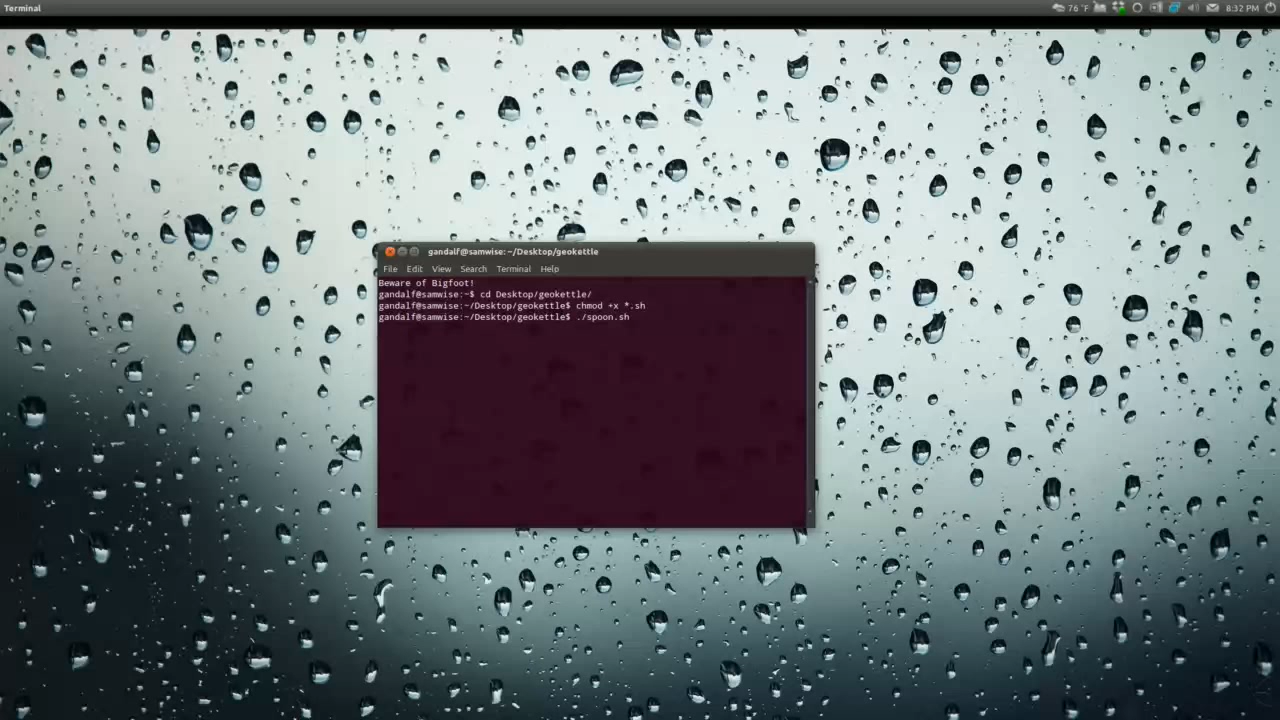 Terminal
76 °F
8:32 PM
gandalf@samwise: ~/Desktop/geokettle
File Edit View Search Terminal Help
Beware of Bigfoot!
gandalf@samwise:~$ cd Desktop/geokettle/
gandalf@samwise:~/Desktop/geokettle$ chmod +x *.sh
gandalf@samwise:~/Desktop/geokettle$ ./spoon.sh